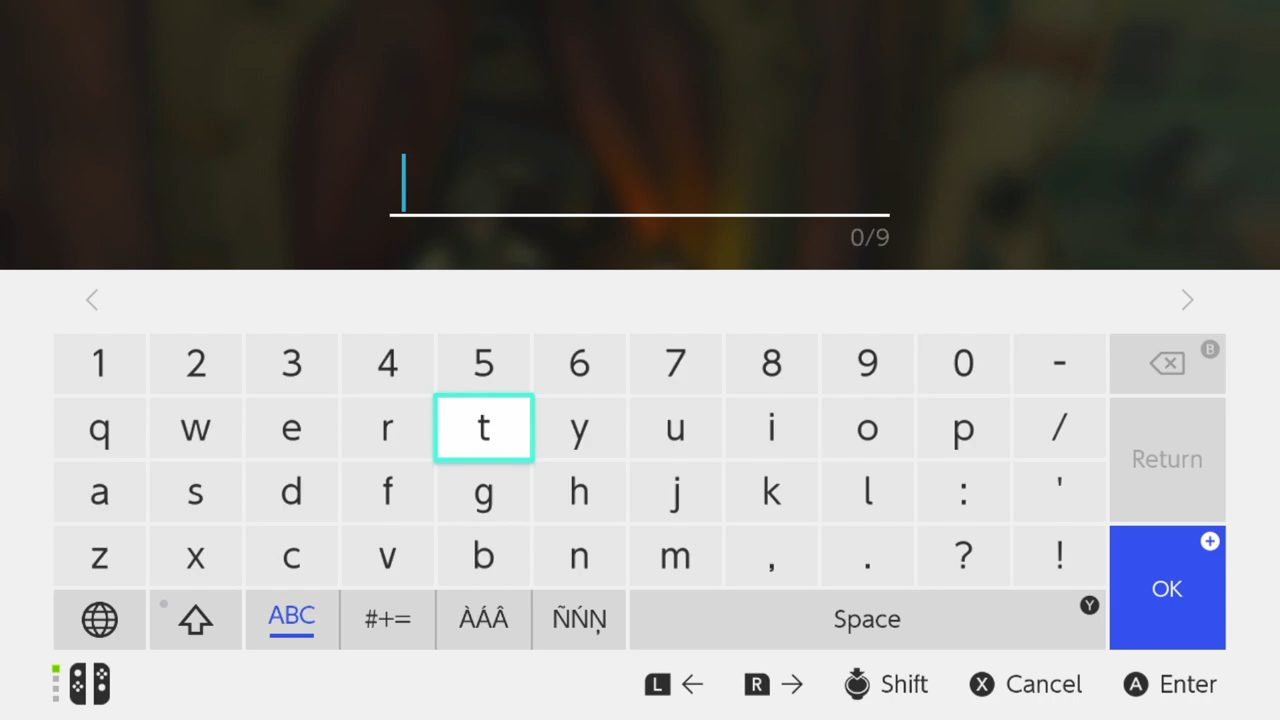 0/9
1 2 3 4 5 6 7 8 9 0 - B
q w e r t y u i o p /
Return
a s d f g h j k l : '
z x c v b n m , . ? !
OK
ABC #+= ÀÁÂ ÑŃŅ Space Y
L ← R → Shift X Cancel A Enter